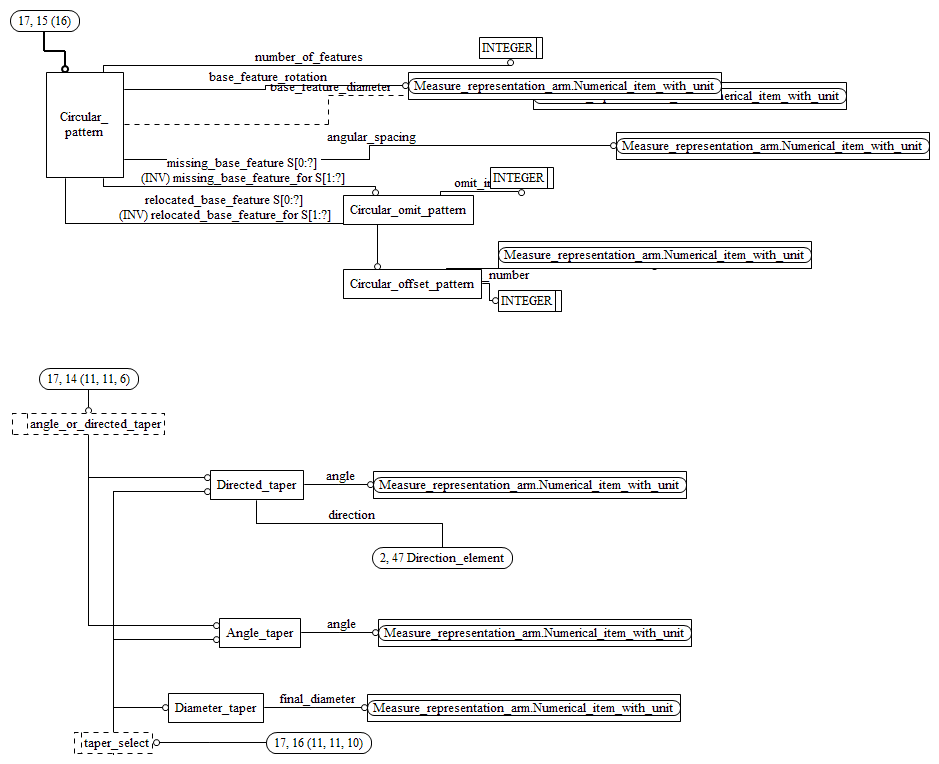 17, 15 (16)
number_of_features
INTEGER
base_feature_rotation
base_feature_diameter
Measure_representation_arm.Numerical_item_with_unit
erical_item_with_unit
Circular_
pattern
angular_spacing
Measure_representation_arm.Numerical_item_with_unit
missing_base_feature S[0:?]
(INV) missing_base_feature_for S[1:?]
omit_i
INTEGER
relocated_base_feature S[0:?]
(INV) relocated_base_feature_for S[1:?]
Circular_omit_pattern
Measure_representation_arm.Numerical_item_with_unit
Circular_offset_pattern
number
INTEGER
17, 14 (11, 11, 6)
angle_or_directed_taper
Directed_taper
angle
Measure_representation_arm.Numerical_item_with_unit
direction
2, 47 Direction_element
Angle_taper
angle
Measure_representation_arm.Numerical_item_with_unit
Diameter_taper
final_diameter
Measure_representation_arm.Numerical_item_with_unit
taper_select
17, 16 (11, 11, 10)